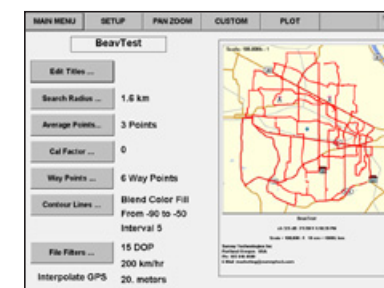 MAIN MENU SETUP PAN ZOOM CUSTOM PLOT
BeavTest
Edit Titles ...
Search Radius ... 1.6 km
Average Points... 3 Points
Cal Factor ... 0
Way Points ... 6 Way Points
Contour Lines ... Blend Color Fill
From -90 to -50
Interval 5
File Filters ... 15 DOP
200 km/hr
Interpolate GPS 20. meters
BeavTest